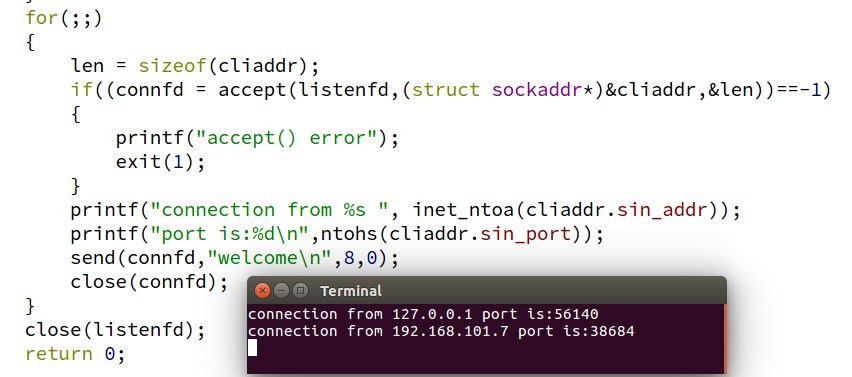 for(;;)
{
len = sizeof(cliaddr);
if((connfd = accept(listenfd,(struct sockaddr*)&cliaddr,&len))==-1)
{
printf("accept() error");
exit(1);
}
printf("connection from %s ", inet_ntoa(cliaddr.sin_addr));
printf("port is:%d\n",ntohs(cliaddr.sin_port));
send(connfd,"welcome\n",8,0);
close(connfd);
}
close(listenfd);
return 0;
Terminal
connection from 127.0.0.1 port is:56140
connection from 192.168.101.7 port is:38684